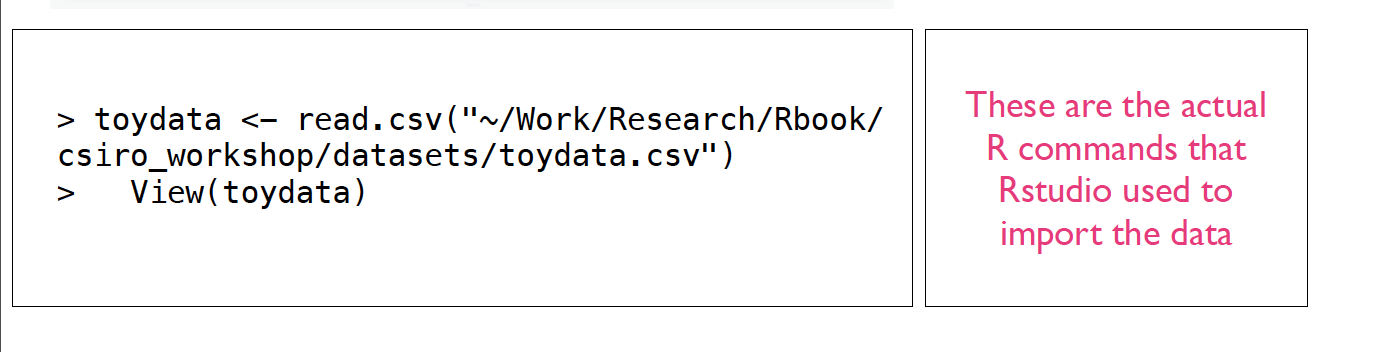 > toydata <- read.csv("~/Work/Research/Rbook/
csiro_workshop/datasets/toydata.csv")
>   View(toydata)
These are the actual
R commands that
Rstudio used to
import the data